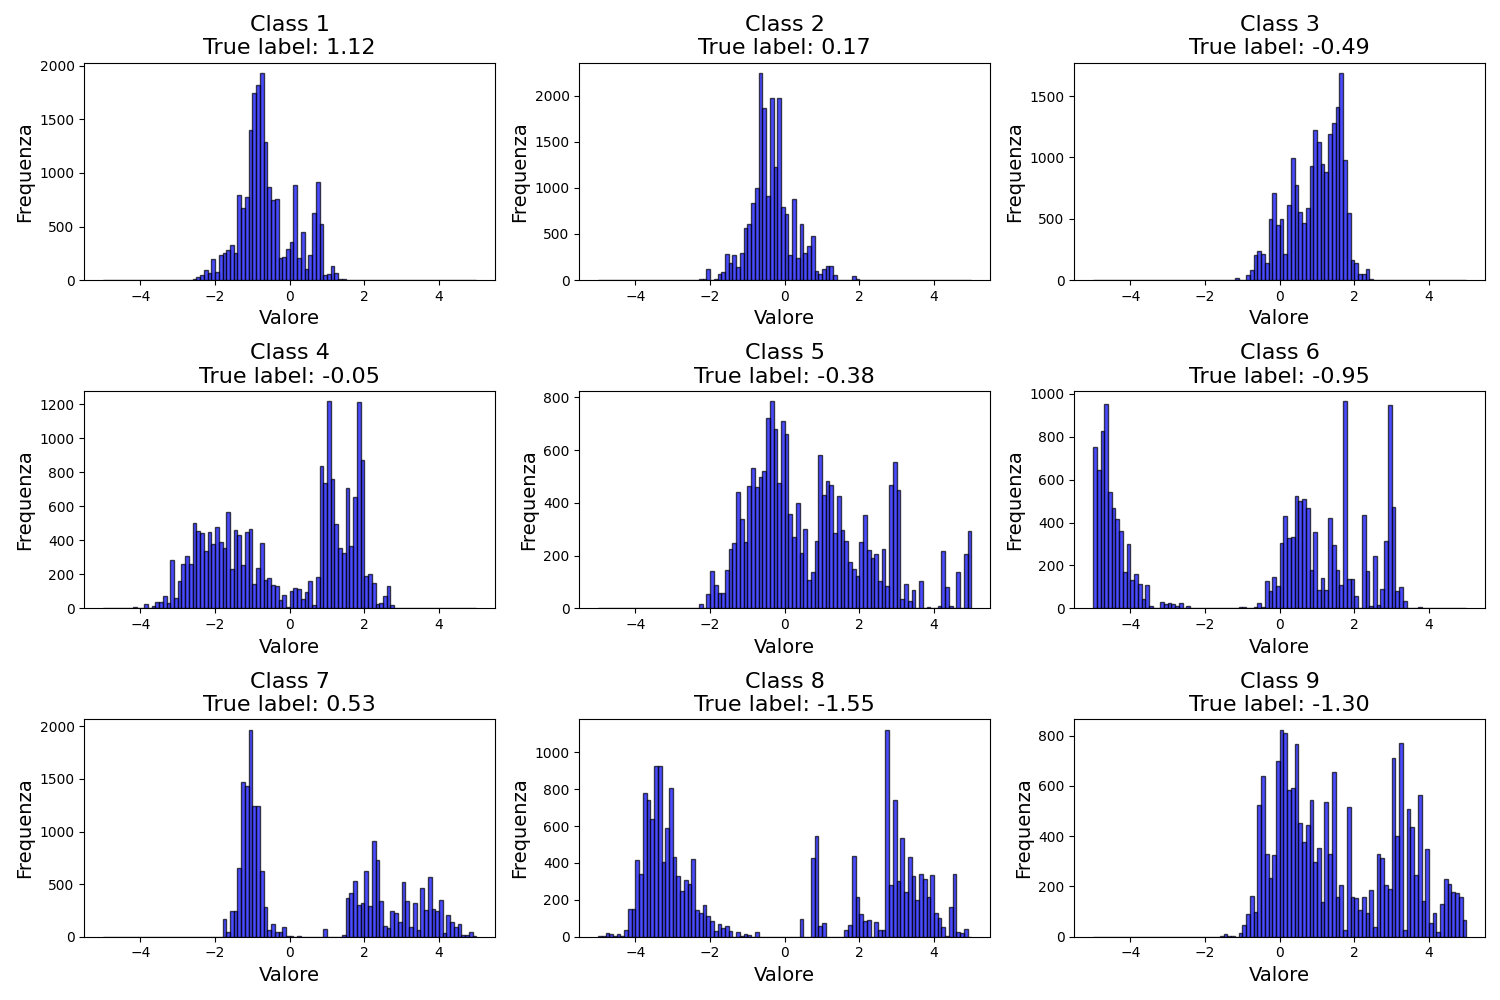 Class 1
True label: 1.12
Class 2
True label: 0.17
Class 3
True label: -0.49
Frequenza
2000
1500
1000
500
0
−4 −2 0 2 4
Valore
Frequenza
2000
1500
1000
500
0
−4 −2 0 2 4
Valore
Frequenza
1500
1000
500
0
−4 −2 0 2 4
Valore
Class 4
True label: -0.05
Class 5
True label: -0.38
Class 6
True label: -0.95
Frequenza
1200
1000
800
600
400
200
0
−4 −2 0 2 4
Valore
Frequenza
800
600
400
200
0
−4 −2 0 2 4
Valore
Frequenza
1000
800
600
400
200
0
−4 −2 0 2 4
Valore
Class 7
True label: 0.53
Class 8
True label: -1.55
Class 9
True label: -1.30
Frequenza
2000
1500
1000
500
0
−4 −2 0 2 4
Valore
Frequenza
1000
800
600
400
200
0
−4 −2 0 2 4
Valore
Frequenza
800
600
400
200
0
−4 −2 0 2 4
Valore